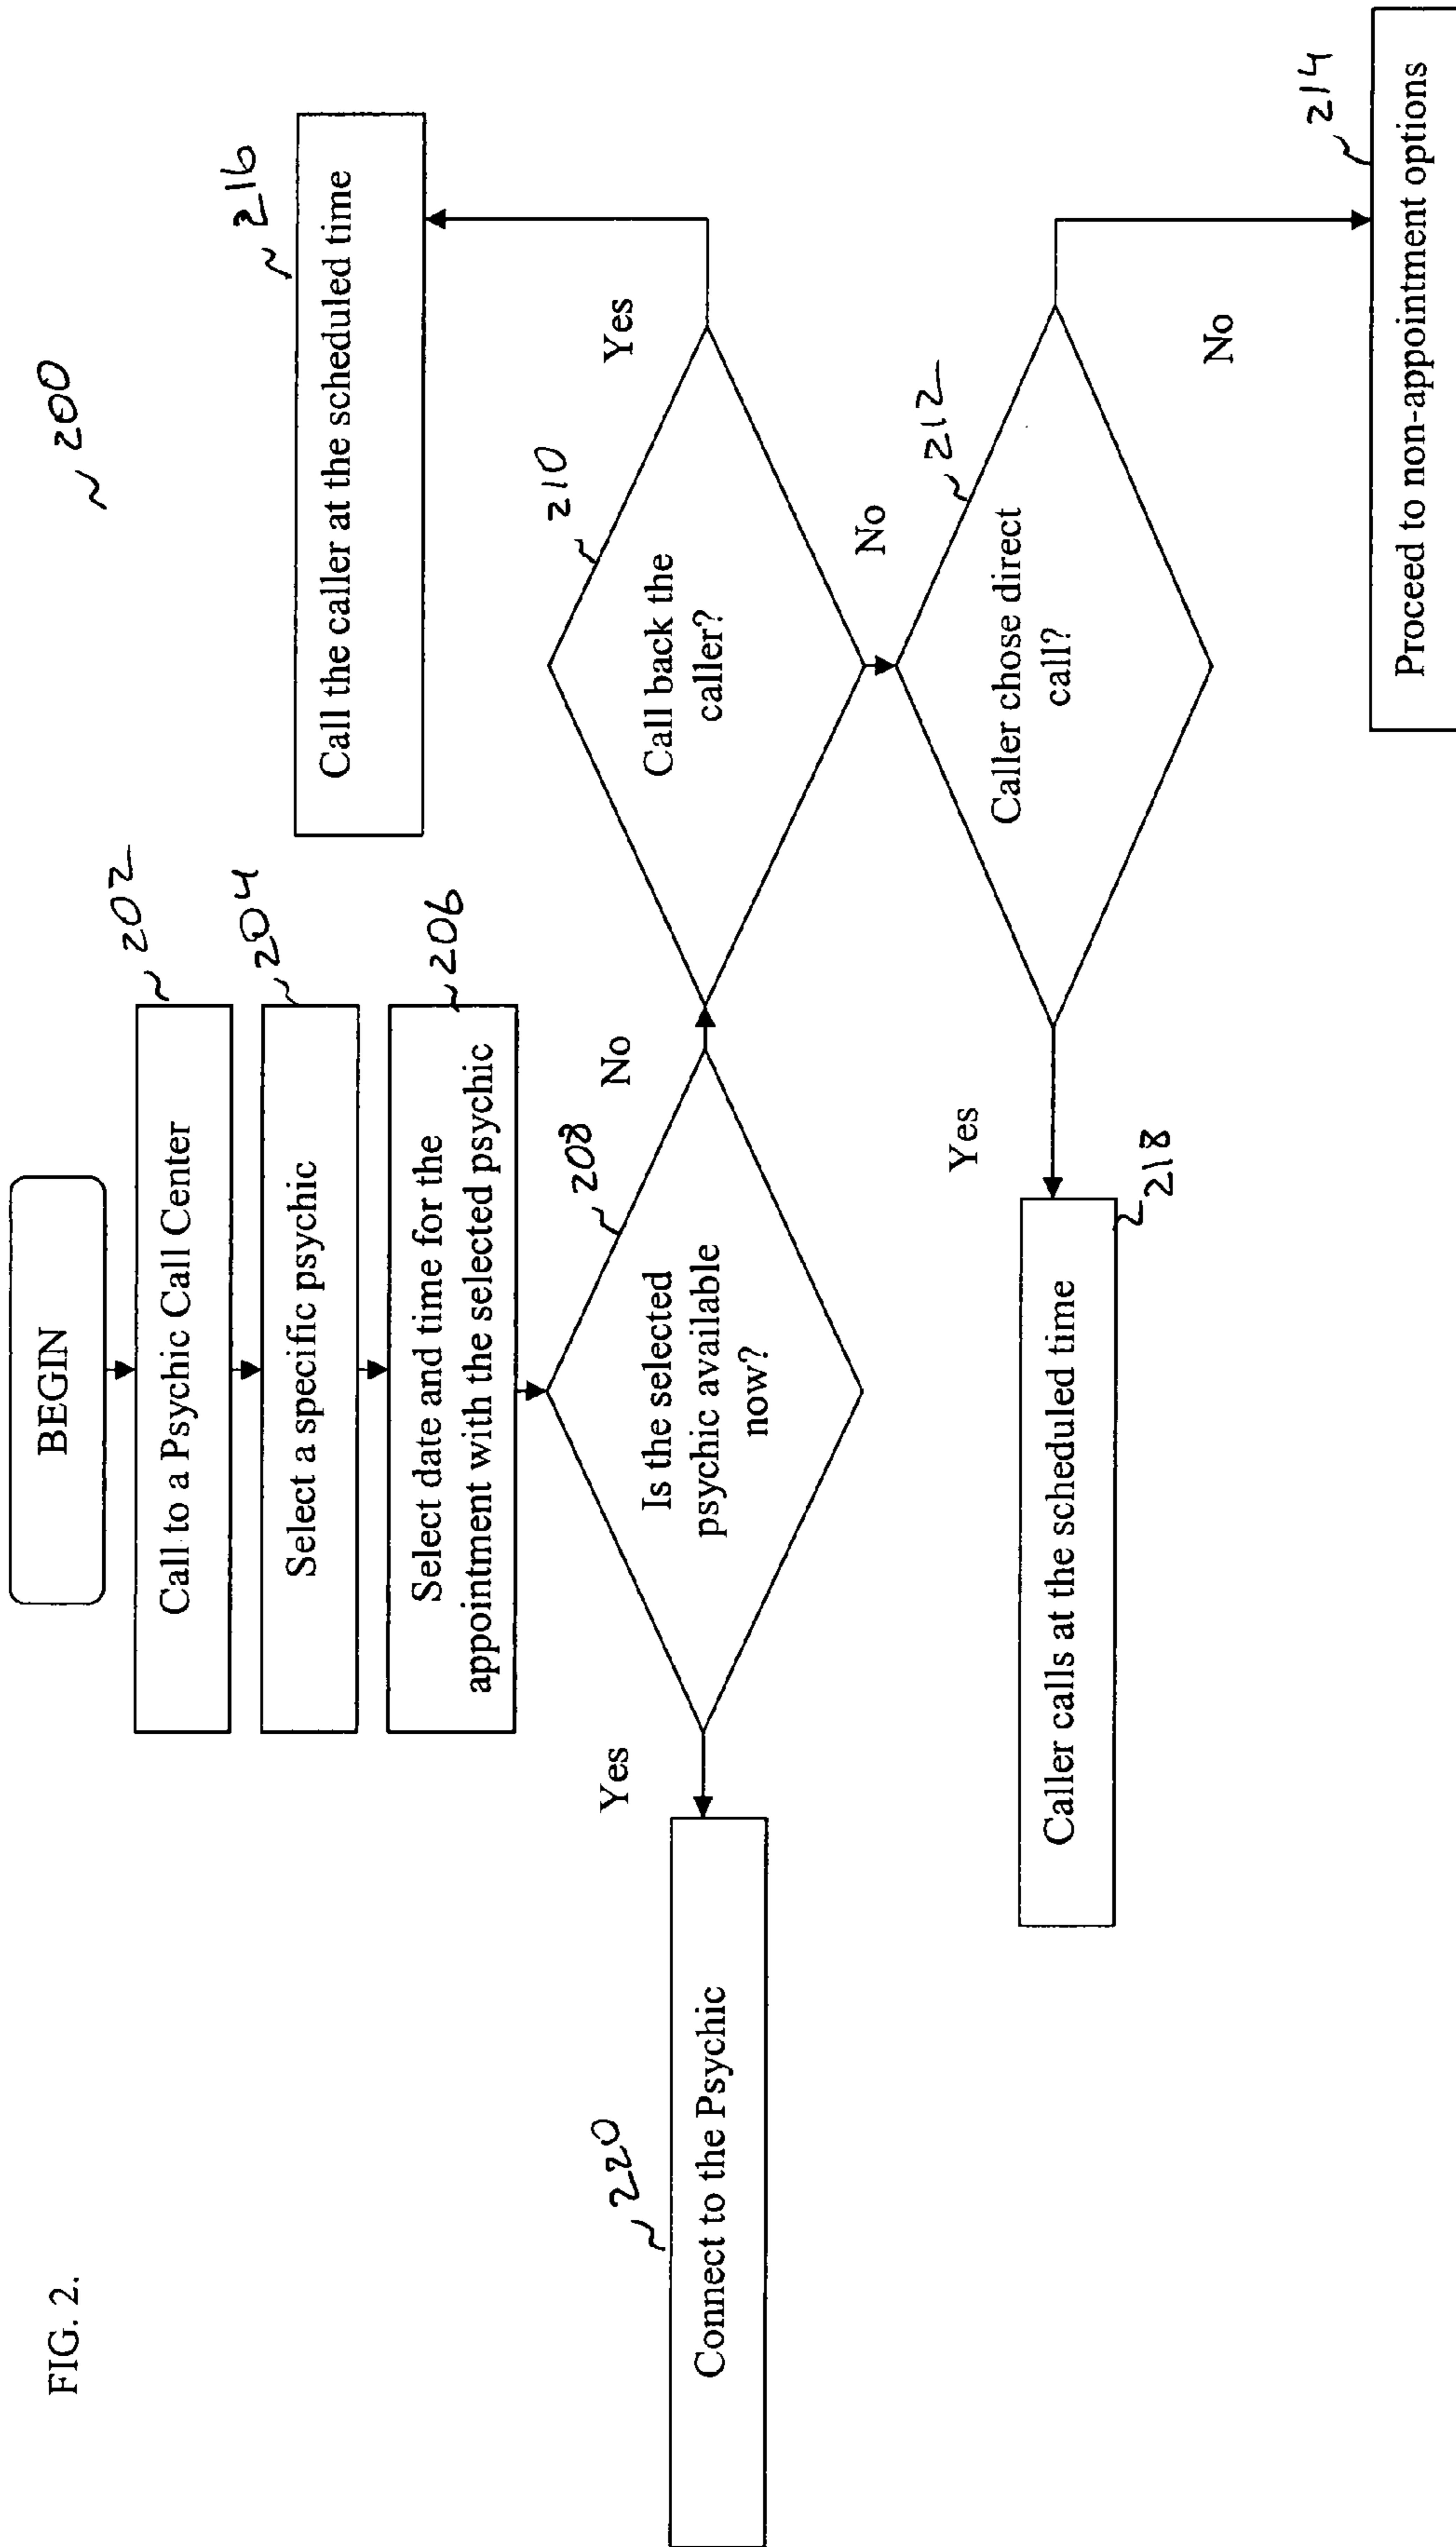 FIG. 2.
200
BEGIN
202
Call to a Psychic Call Center
204
Select a specific psychic
206
Select date and time for the
appointment with the selected psychic
208
Is the selected
psychic available
now?
Yes
No
220
Connect to the Psychic
210
Call back the
caller?
Yes
No
216
Call the caller at the scheduled time
212
Caller chose direct
call?
Yes
No
218
Caller calls at the scheduled time
214
Proceed to non-appointment options